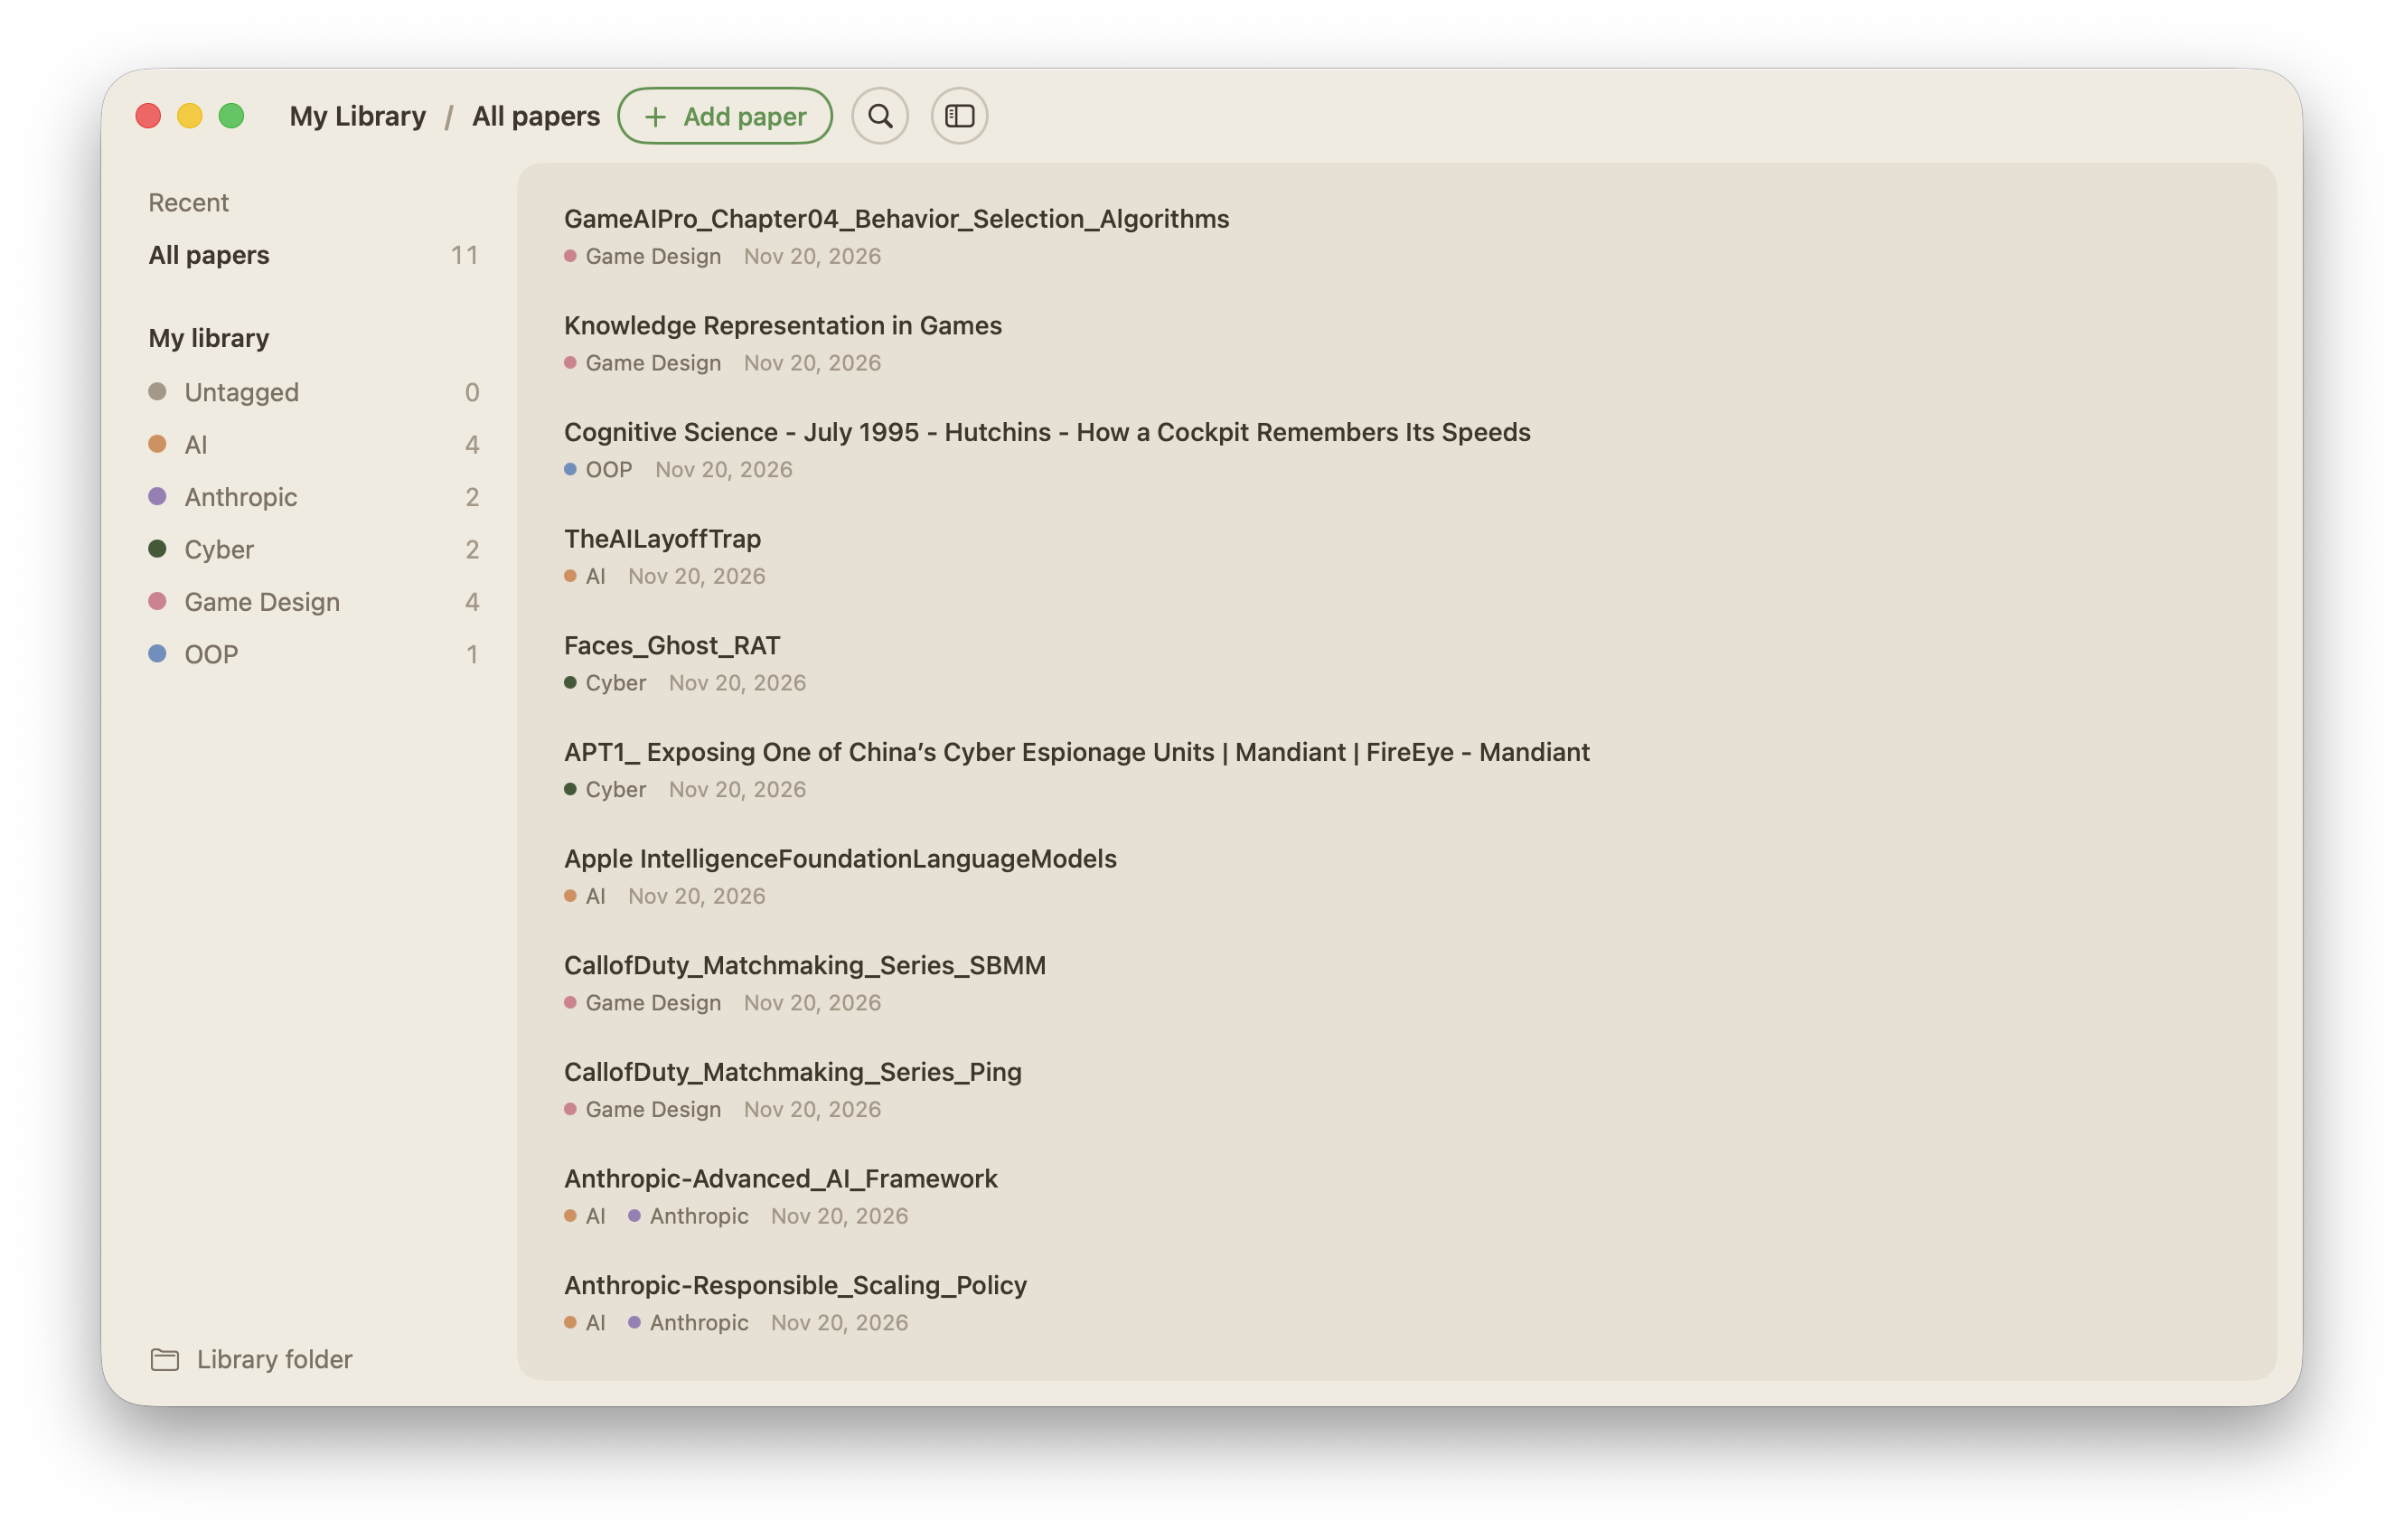 My Library / All papers + Add paper
Recent
All papers 11
My library
Untagged 0
AI 4
Anthropic 2
Cyber 2
Game Design 4
OOP 1
Library folder
GameAIPro_Chapter04_Behavior_Selection_Algorithms
Game Design Nov 20, 2026
Knowledge Representation in Games
Game Design Nov 20, 2026
Cognitive Science - July 1995 - Hutchins - How a Cockpit Remembers Its Speeds
OOP Nov 20, 2026
TheAILayoffTrap
AI Nov 20, 2026
Faces_Ghost_RAT
Cyber Nov 20, 2026
APT1_ Exposing One of China’s Cyber Espionage Units | Mandiant | FireEye - Mandiant
Cyber Nov 20, 2026
Apple IntelligenceFoundationLanguageModels
AI Nov 20, 2026
CallofDuty_Matchmaking_Series_SBMM
Game Design Nov 20, 2026
CallofDuty_Matchmaking_Series_Ping
Game Design Nov 20, 2026
Anthropic-Advanced_AI_Framework
AI Anthropic Nov 20, 2026
Anthropic-Responsible_Scaling_Policy
AI Anthropic Nov 20, 2026